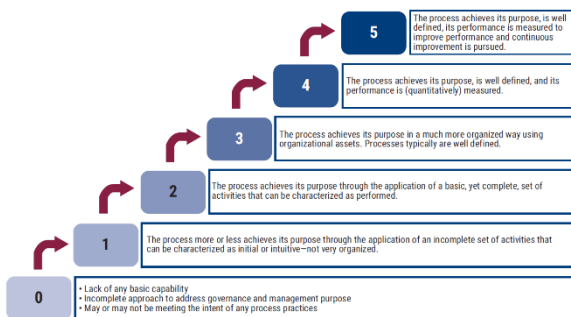 5
The process achieves its purpose, is well
defined, its performance is measured to
improve performance and continuous
improvement is pursued.
4
The process achieves its purpose, is well defined, and its
performance is (quantitatively) measured.
3
The process achieves its purpose in a much more organized way using
organizational assets. Processes typically are well defined.
2
The process achieves its purpose through the application of a basic, yet complete, set of
activities that can be characterized as performed.
1
The process more or less achieves its purpose through the application of an incomplete set of activities that
can be characterized as initial or intuitive—not very organized.
0
• Lack of any basic capability
• Incomplete approach to address governance and management purpose
• May or may not be meeting the intent of any process practices